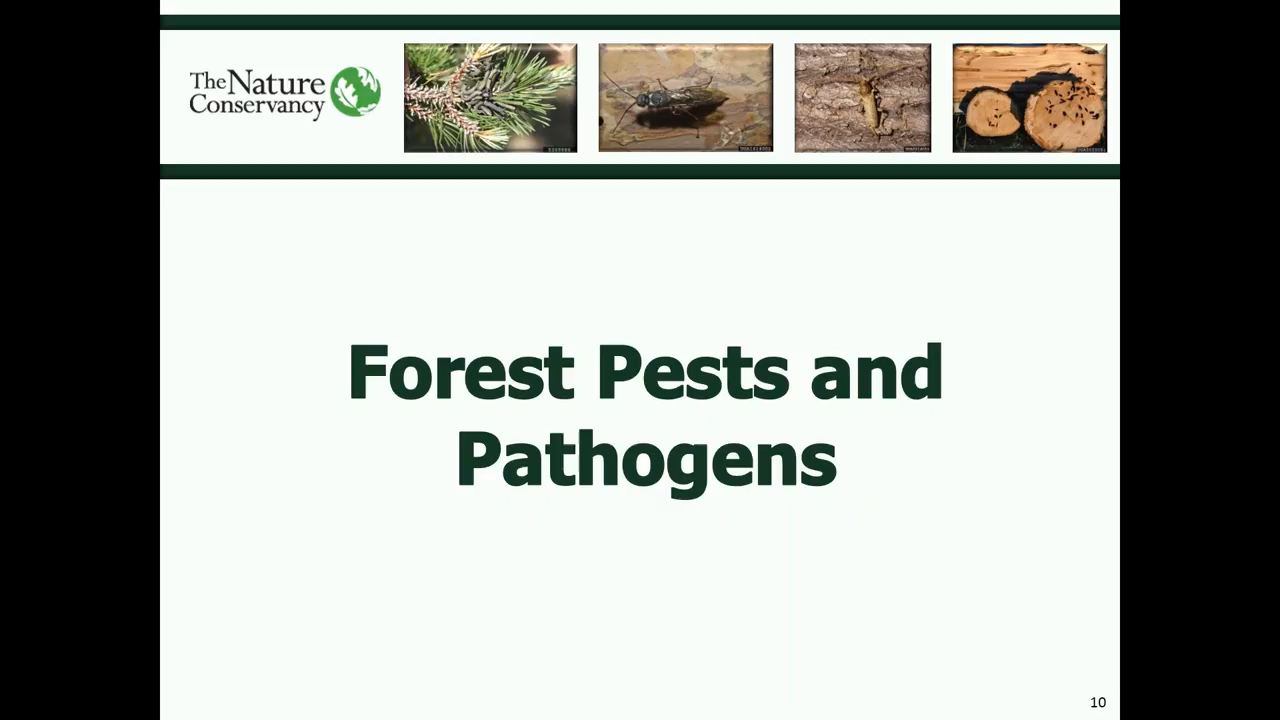 The Nature
Conservancy
Forest Pests and
Pathogens
10